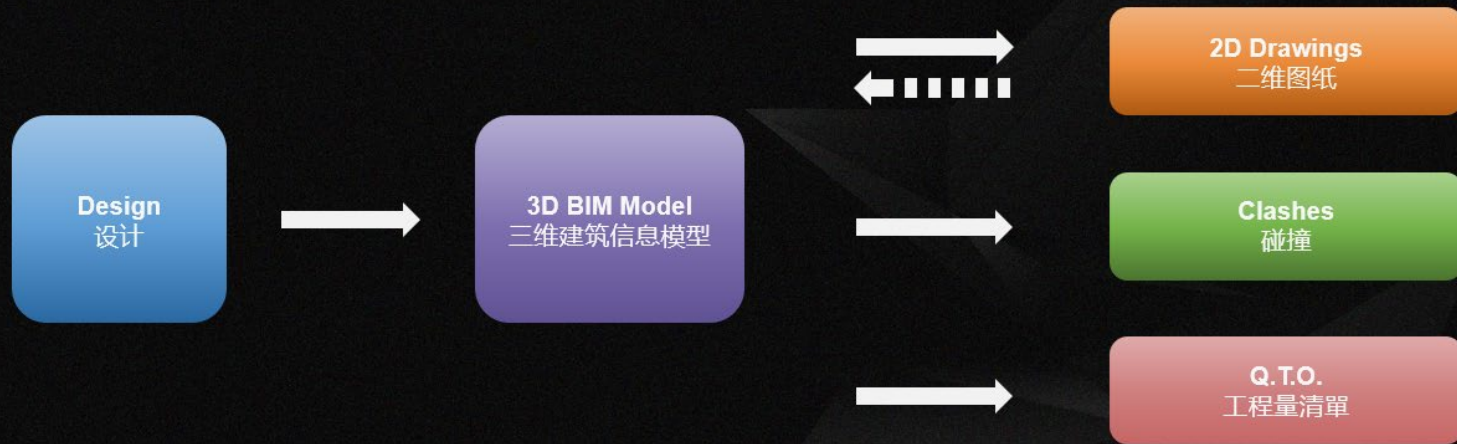 Design
设计
3D BIM Model
三维建筑信息模型
2D Drawings
二维图纸
Clashes
碰撞
Q.T.O.
工程量清單